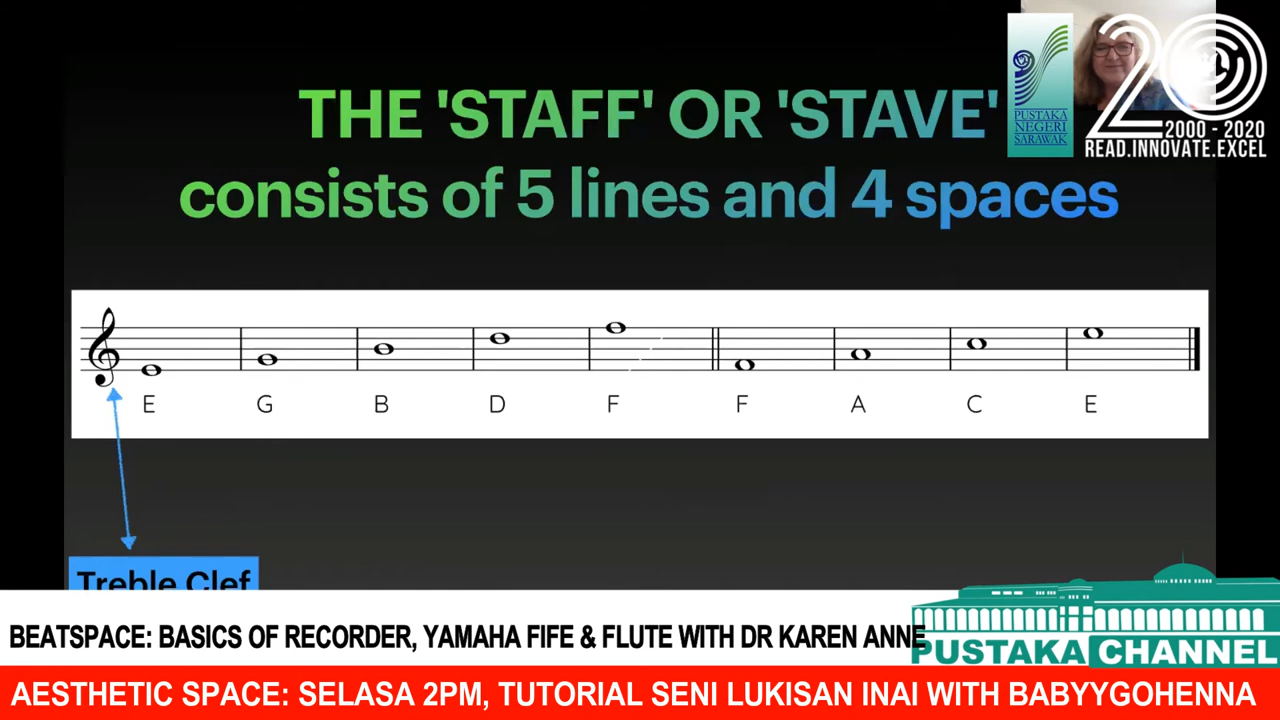 THE 'STAFF' OR 'STAVE'
consists of 5 lines and 4 spaces
PUSTAKA
NEGERI
SARAWAK
20
2000 - 2020
READ.INNOVATE.EXCEL
E G B D F F A C E
Treble Clef
BEATSPACE: BASICS OF RECORDER, YAMAHA FIFE & FLUTE WITH DR KAREN ANNE
PUSTAKA CHANNEL
AESTHETIC SPACE: SELASA 2PM, TUTORIAL SENI LUKISAN INAI WITH BABYYGOHENNA